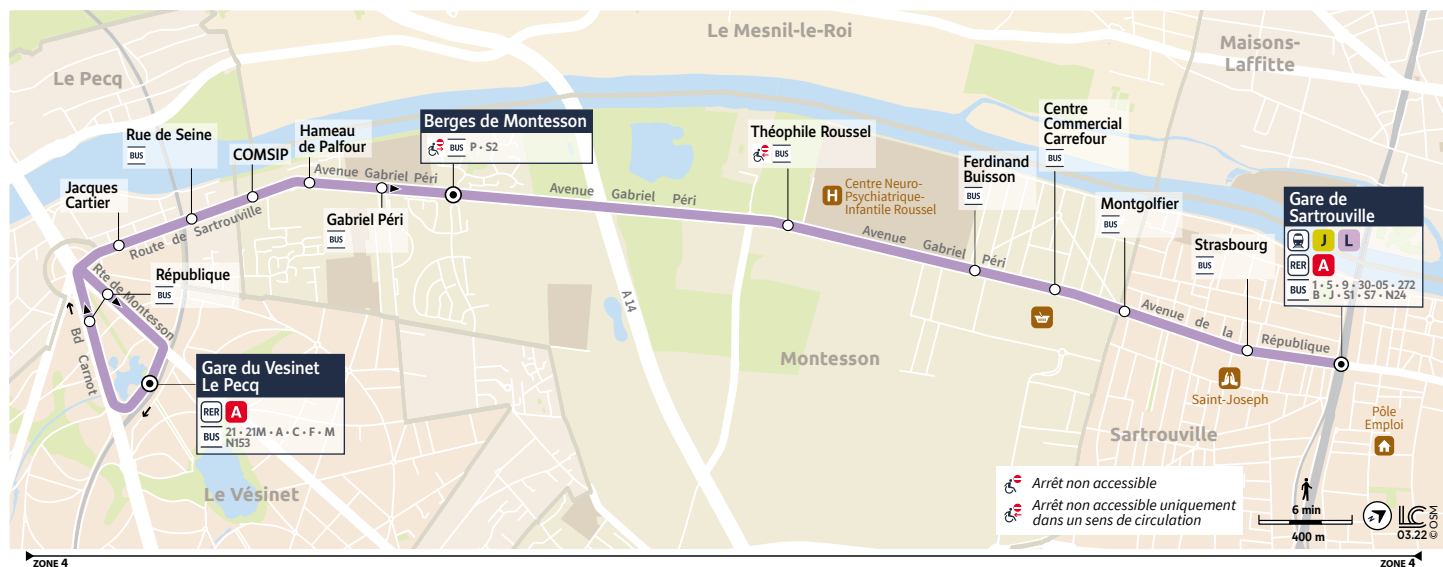 Le Mesnil-le-Roi
Maisons-
Laffitte
Le Pecq
Berges de Montesson
BUS P • S2
Rue de Seine
BUS
COMSIP
Hameau
de Palfour
Théophile Roussel
BUS
Centre
Commercial
Carrefour
BUS
Ferdinand
Buisson
BUS
Jacques
Cartier
Avenue Gabriel Péri
Gabriel Péri
BUS
Avenue Gabriel Péri
H
Centre Neuro-
Psychiatrique-
Infantile Roussel
Montgolfier
BUS
Gare de
Sartrouville
J L
RER A
BUS 1 • 5 • 9 • 30-05 • 272
B • J • S1 • S7 • N24
Route de Sartrouville
Avenue Gabriel Péri
Strasbourg
BUS
République
BUS
Rte de Montesson
A 14
Avenue de la République
Bd Carnot
Gare du Vesinet
Le Pecq
RER A
BUS 21 • 21M • A • C • F • M
N153
Montesson
Saint-Joseph
Pôle
Emploi
Sartrouville
Le Vésinet
Arrêt non accessible
Arrêt non accessible uniquement
dans un sens de circulation
6 min
400 m
LC
03.22
© OSM
ZONE 4
ZONE 4